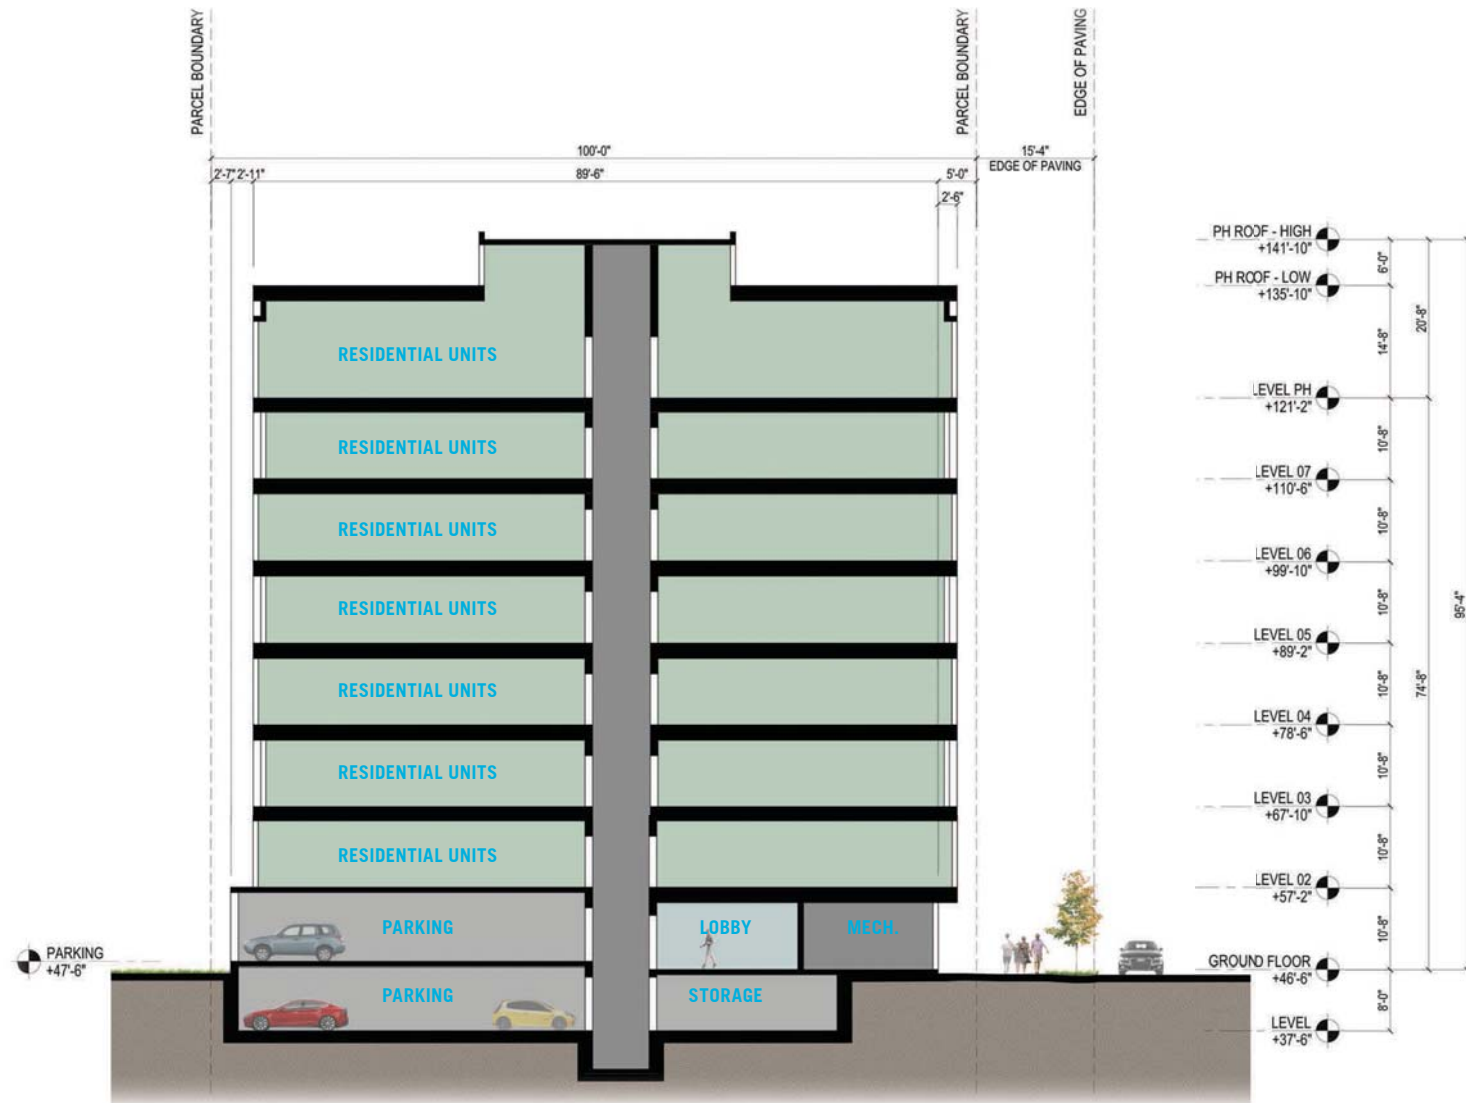 PARCEL BOUNDARY
PARCEL BOUNDARY
EDGE OF PAVING
100'-0"
15'-4"
EDGE OF PAVING
2'-7"
2'-11"
89'-6"
5'-0"
2'-6"
PH ROOF - HIGH
+141'-10"
6'-0"
PH ROOF - LOW
+135'-10"
20'-8"
14'-8"
RESIDENTIAL UNITS
LEVEL PH
+121'-2"
10'-8"
RESIDENTIAL UNITS
LEVEL 07
+110'-6"
10'-8"
RESIDENTIAL UNITS
LEVEL 06
+99'-10"
10'-8"
95'-4"
RESIDENTIAL UNITS
LEVEL 05
+89'-2"
10'-8"
74'-8"
RESIDENTIAL UNITS
LEVEL 04
+78'-6"
10'-8"
RESIDENTIAL UNITS
LEVEL 03
+67'-10"
10'-8"
RESIDENTIAL UNITS
LEVEL 02
+57'-2"
10'-8"
PARKING
LOBBY
MECH.
PARKING
+47'-6"
GROUND FLOOR
+46'-6"
PARKING
STORAGE
8'-0"
LEVEL
+37'-6"